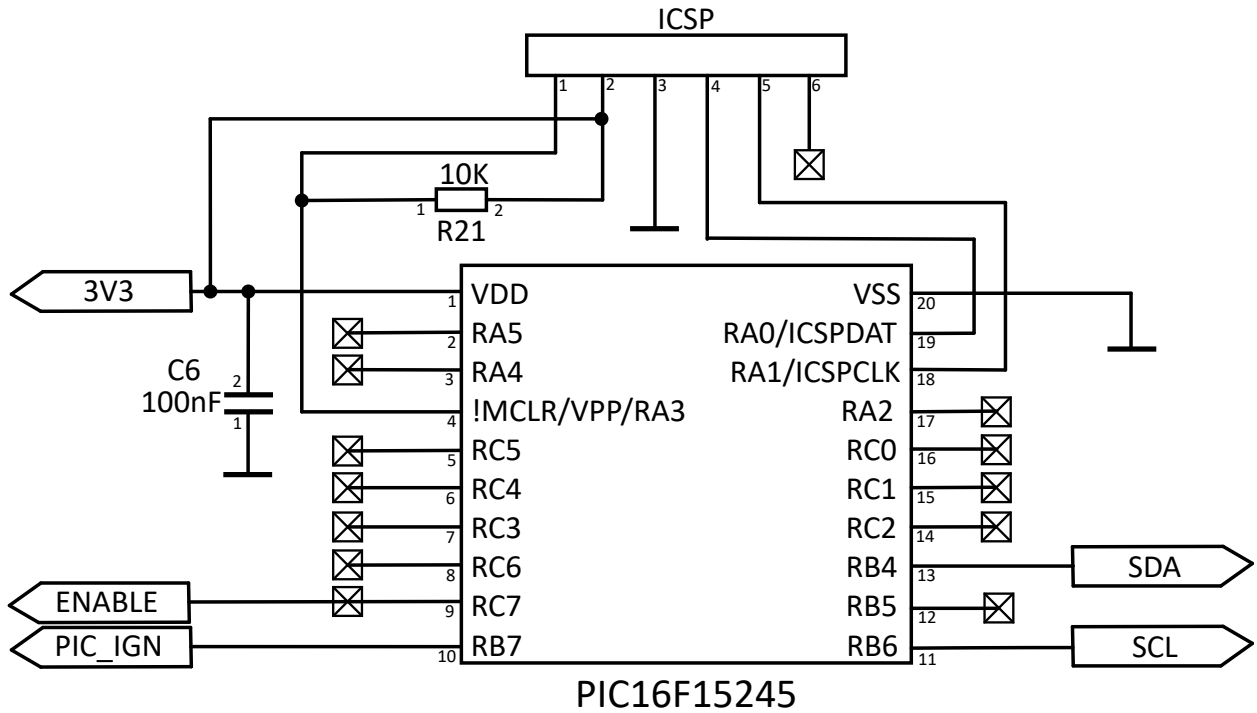 ICSP
1 2 3 4 5 6
10K
1 2
R21
3V3
C6
100nF
2
1
1 VDD
2 RA5
3 RA4
4 !MCLR/VPP/RA3
5 RC5
6 RC4
7 RC3
8 RC6
9 RC7
10 RB7
VSS 20
RA0/ICSPDAT 19
RA1/ICSPCLK 18
RA2 17
RC0 16
RC1 15
RC2 14
RB4 13
RB5 12
RB6 11
ENABLE
PIC_IGN
SDA
SCL
PIC16F15245